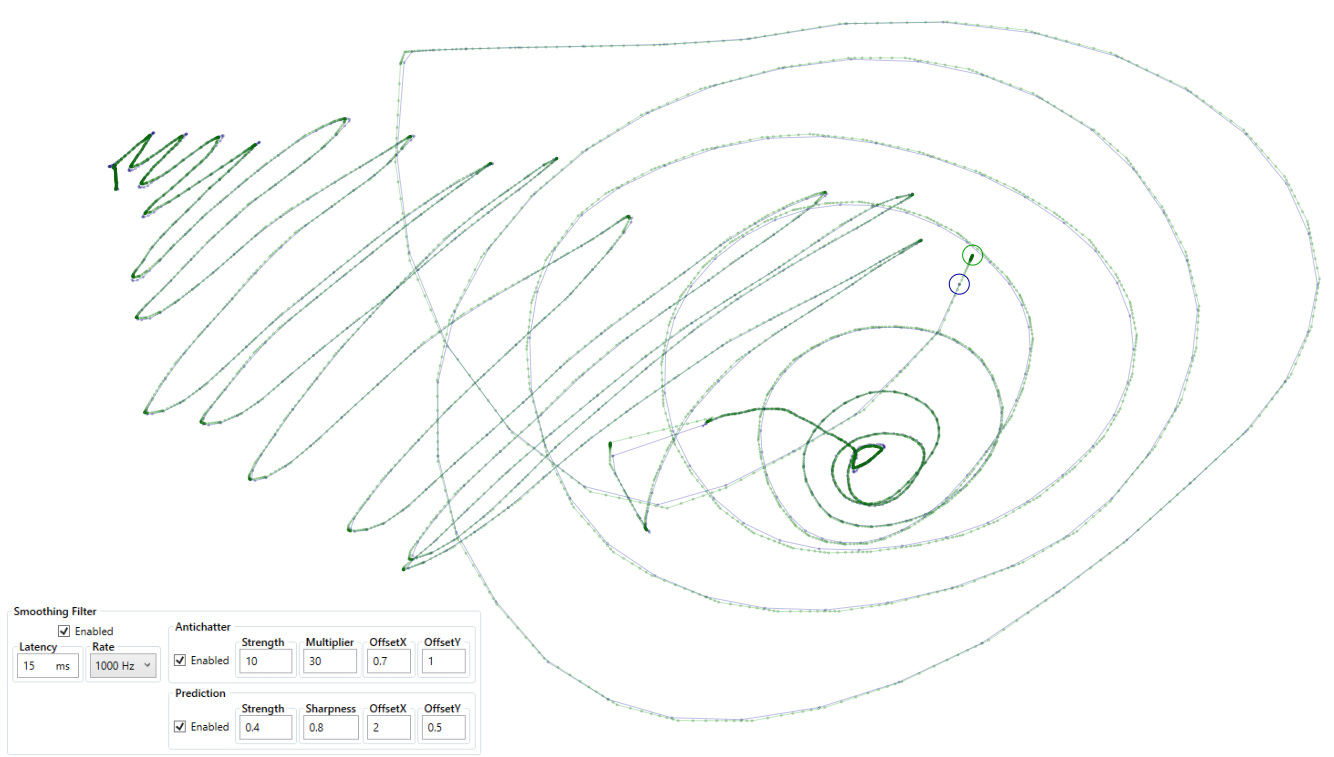 Smoothing Filter
Enabled
Latency
15 ms
Rate
1000 Hz
Antichatter
Enabled
Strength
10
Multiplier
30
OffsetX
0.7
OffsetY
1
Prediction
Enabled
Strength
0.4
Sharpness
0.8
OffsetX
2
OffsetY
0.5